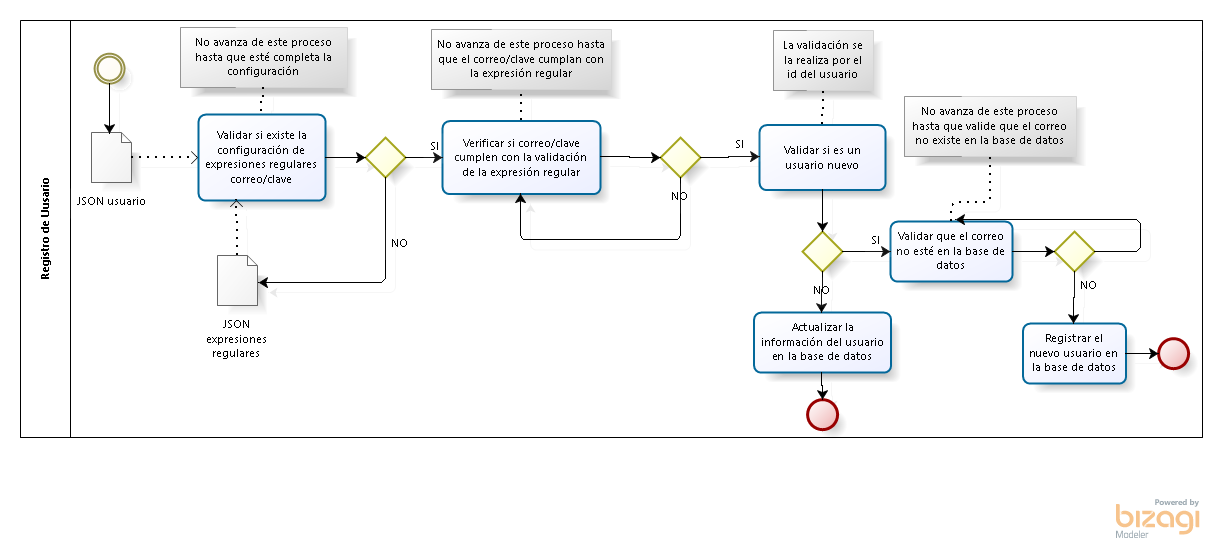 Registro de Uusario
JSON usuario
No avanza de este proceso
hasta que esté completa la
configuración
Validar si existe la
configuración de
expresiones regulares
correo/clave
JSON
expresiones
regulares
NO
SI
No avanza de este proceso hasta
que el correo/clave cumplan con
la expresión regular
Verificar si correo/clave
cumplen con la validación
de la expresión regular
NO
SI
La validación se
la realiza por el
id del usuario
Validar si es un
usuario nuevo
SI
NO
Actualizar la
información del usuario
en la base de datos
No avanza de este proceso
hasta que valide que el correo
no existe en la base de datos
Validar que el correo
no esté en la base de
datos
NO
Registrar el
nuevo usuario en
la base de datos
Powered by
bizagi
Modeler